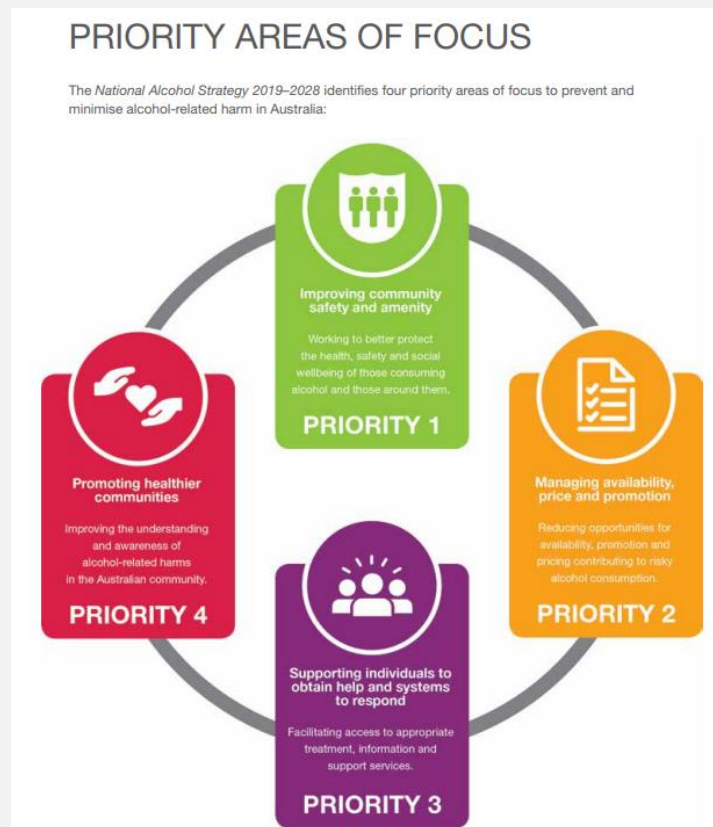 PRIORITY AREAS OF FOCUS
The National Alcohol Strategy 2019–2028 identifies four priority areas of focus to prevent and
minimise alcohol-related harm in Australia:
Improving community
safety and amenity
Working to better protect
the health, safety and social
wellbeing of those consuming
alcohol and those around them.
PRIORITY 1
Managing availability,
price and promotion
Reducing opportunities for
availability, promotion and
pricing contributing to risky
alcohol consumption.
PRIORITY 2
Supporting individuals to
obtain help and systems
to respond
Facilitating access to appropriate
treatment, information and
support services.
PRIORITY 3
Promoting healthier
communities
Improving the understanding
and awareness of
alcohol-related harms
in the Australian community.
PRIORITY 4